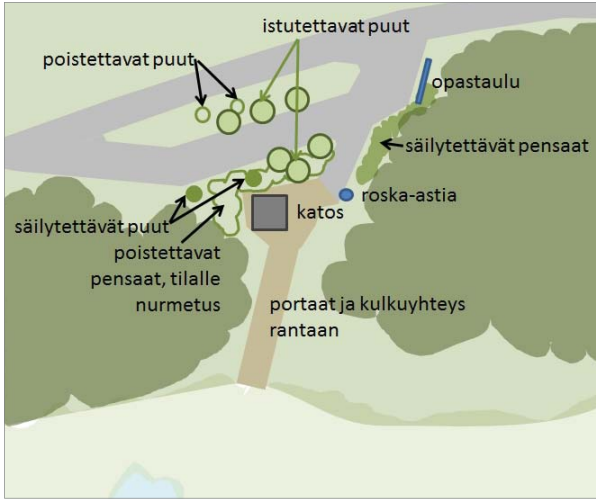 istutettavat puut
poistettavat puut
opastaulu
säilytettävät pensaat
roska-astia
katos
säilytettävät puut
poistettavat
pensaat, tilalle
nurmetus
portaat ja kulkuyhteys
rantaan